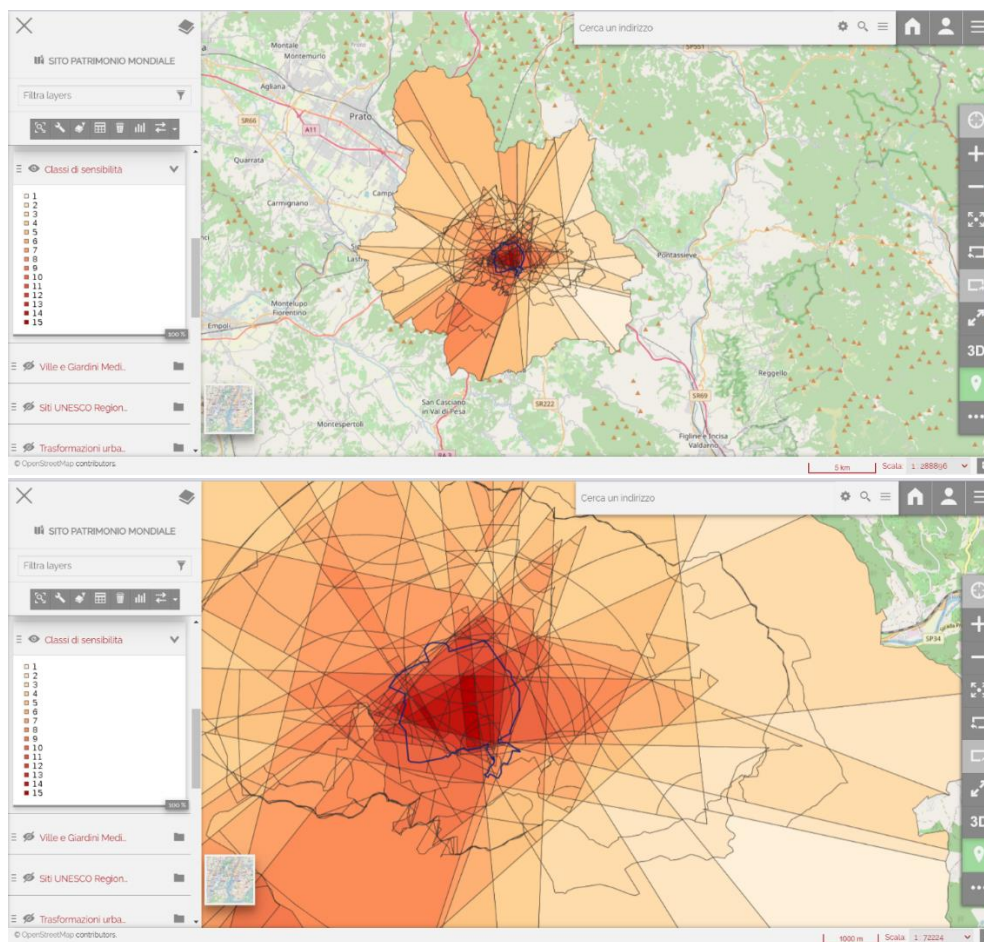 Cerca un indirizzo
SITO PATRIMONIO MONDIALE
Filtra layers
Classi di sensibilità
1
2
3
4
5
6
7
8
9
10
11
12
13
14
15
100 %
Ville e Giardini Medi..
Siti UNESCO Region..
Trasformazioni urba..
3D
Montale
Montemurlo
Agliana
Prato
SR66
A11
Quarrata
Carmignano
Montelupo
Fiorentino
Empoli
San Casciano
in Val di Pesa
Montespertoli
SR222
Pontassieve
Reggello
SR69
Figline e Incisa
Valdarno
© OpenStreetMap contributors.
5 km
Scala: 1 : 288896
Cerca un indirizzo
SITO PATRIMONIO MONDIALE
Filtra layers
Classi di sensibilità
1
2
3
4
5
6
7
8
9
10
11
12
13
14
15
100 %
Ville e Giardini Medi..
Siti UNESCO Region..
Trasformazioni urba..
SP34
3D
© OpenStreetMap contributors.
1000 m
Scala: 1 : 72224